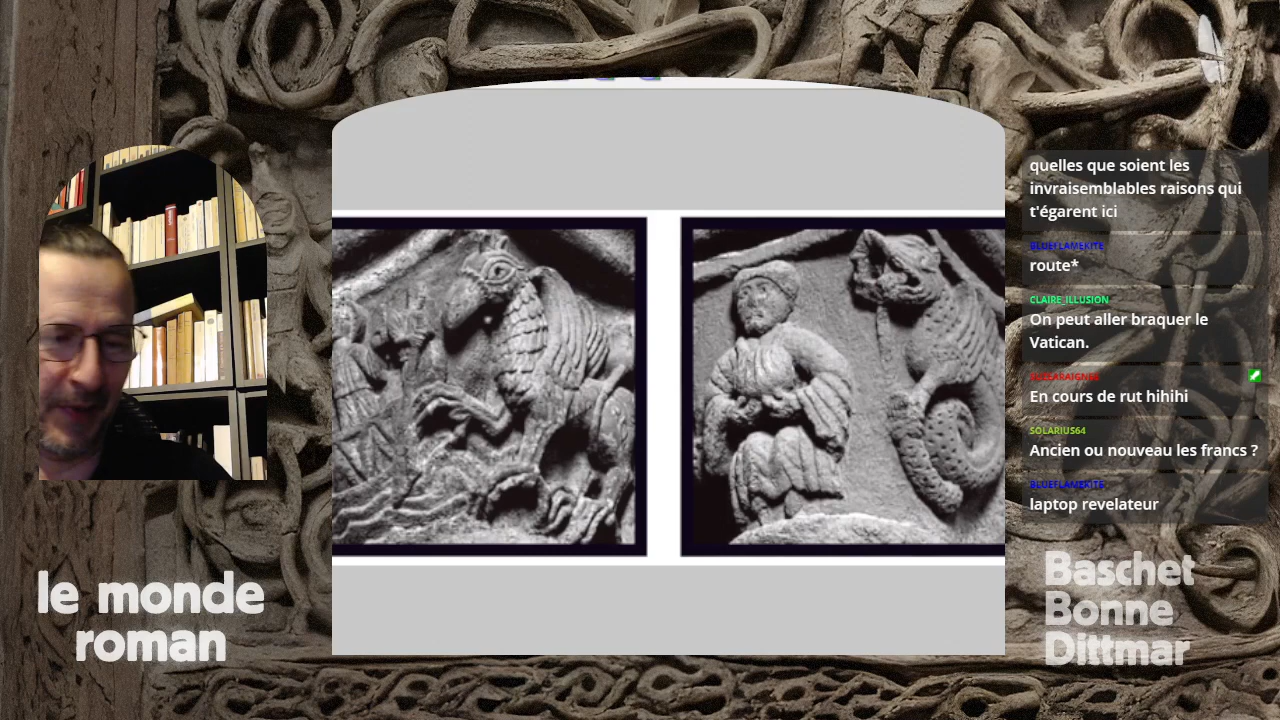 quelles que soient les
invraisemblables raisons qui
t'égarent ici
BLUEFLAMEKITE
route*
CLAIRE_ILLUSION
On peut aller braquer le
Vatican.
En cours de rut hihihi
SOLARIUS64
Ancien ou nouveau les francs ?
BLUEFLAMEKITE
laptop revelateur
le monde
roman
Baschet
Bonne
Dittmar